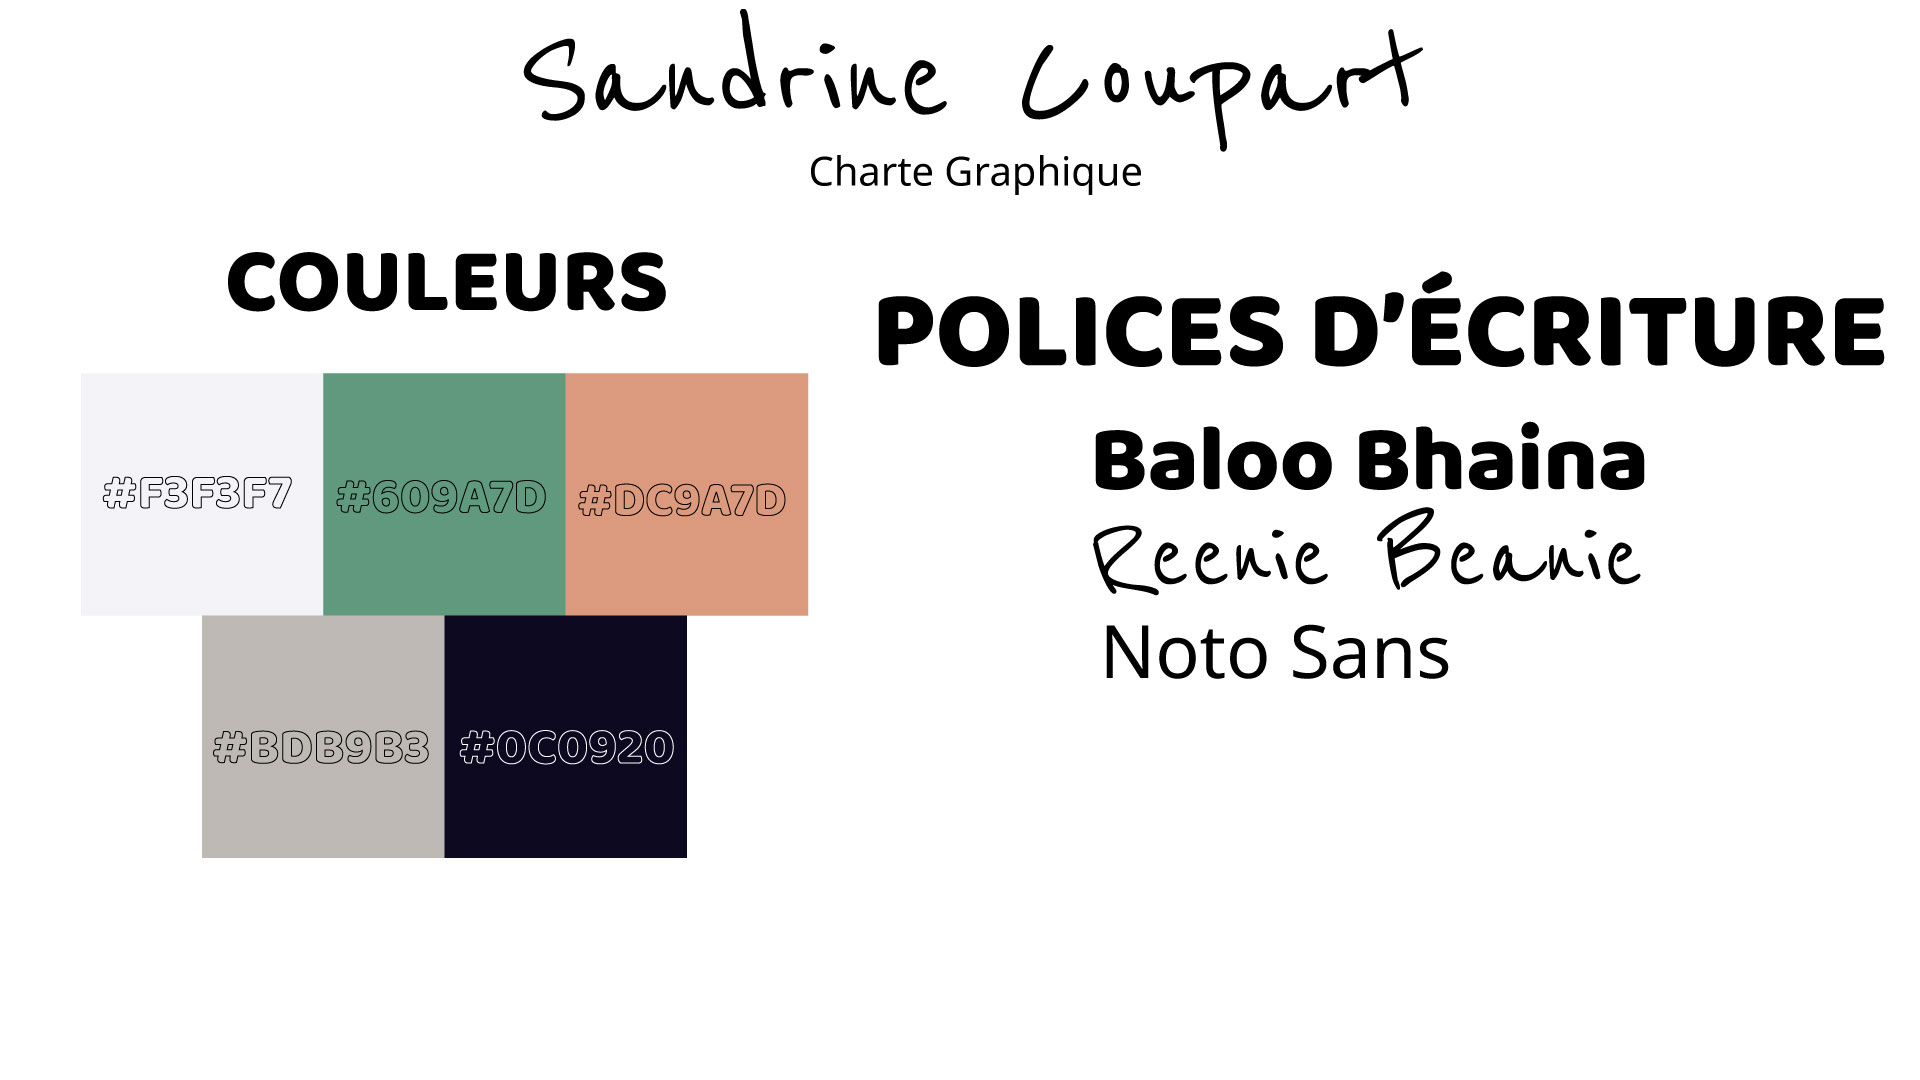 Sandrine Coupart
Charte Graphique
COULEURS
#F3F3F7
#609A7D
#DC9A7D
#BDB9B3
#0C0920
POLICES D'ÉCRITURE
Baloo Bhaina
Reenie Beanie
Noto Sans